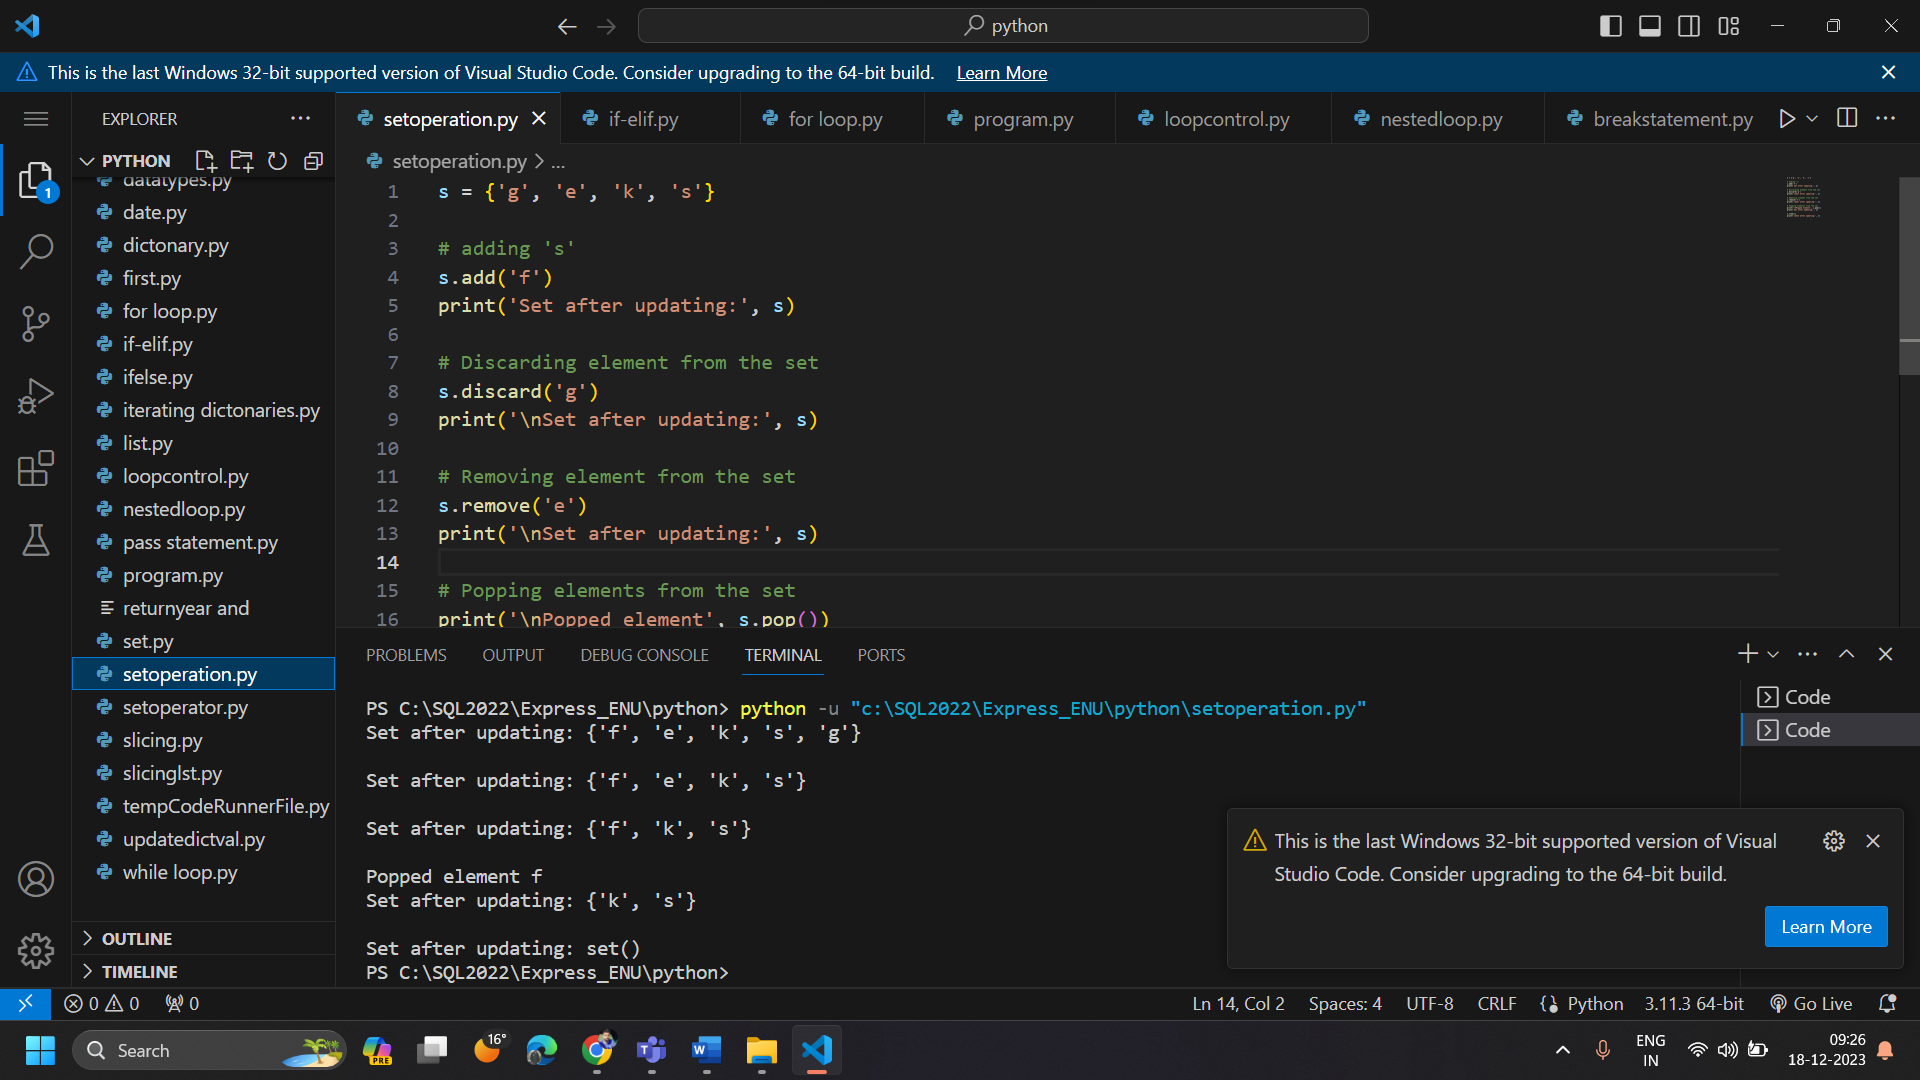 python
This is the last Windows 32-bit supported version of Visual Studio Code. Consider upgrading to the 64-bit build. Learn More
EXPLORER
setoperation.py
if-elif.py
for loop.py
program.py
loopcontrol.py
nestedloop.py
breakstatement.py
PYTHON
datatypes.py
date.py
dictonary.py
first.py
for loop.py
if-elif.py
ifelse.py
iterating dictonaries.py
list.py
loopcontrol.py
nestedloop.py
pass statement.py
program.py
returnyear and
set.py
setoperation.py
setoperator.py
slicing.py
slicinglst.py
tempCodeRunnerFile.py
updatedictval.py
while loop.py
OUTLINE
TIMELINE
1
setoperation.py > ...
1 s = {'g', 'e', 'k', 's'}
2
3 # adding 's'
4 s.add('f')
5 print('Set after updating:', s)
6
7 # Discarding element from the set
8 s.discard('g')
9 print('\nSet after updating:', s)
10
11 # Removing element from the set
12 s.remove('e')
13 print('\nSet after updating:', s)
14
15 # Popping elements from the set
16 print('\nPopped element', s.pop())
PROBLEMS OUTPUT DEBUG CONSOLE TERMINAL PORTS
PS C:\SQL2022\Express_ENU\python> python -u "c:\SQL2022\Express_ENU\python\setoperation.py"
Set after updating: {'f', 'e', 'k', 's', 'g'}
Set after updating: {'f', 'e', 'k', 's'}
Set after updating: {'f', 'k', 's'}
Popped element f
Set after updating: {'k', 's'}
Set after updating: set()
PS C:\SQL2022\Express_ENU\python>
Code
Code
This is the last Windows 32-bit supported version of Visual
Studio Code. Consider upgrading to the 64-bit build.
Learn More
0 0 0
Ln 14, Col 2 Spaces: 4 UTF-8 CRLF {} Python 3.11.3 64-bit Go Live
Search
PRE
16°
ENG
IN
09:26
18-12-2023